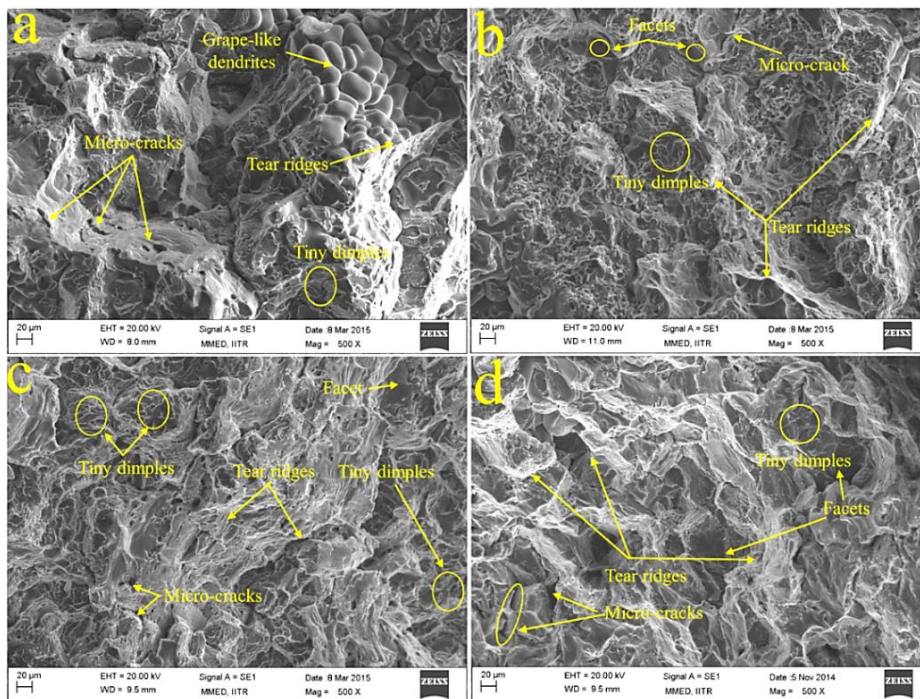 a
Grape-like
dendrites
Micro-cracks
Tear ridges
Tiny dimples
20 µm
EHT = 20.00 kV
Signal A = SE1
Date :8 Mar 2015
ZEISS
WD = 8.0 mm
MMED, IITR
Mag = 500 X
b
Facets
Micro-crack
Tiny dimples
Tear ridges
20 µm
EHT = 20.00 kV
Signal A = SE1
Date :8 Mar 2015
ZEISS
WD = 11.0 mm
MMED, IITR
Mag = 500 X
c
Facet
Tiny dimples
Tear ridges
Tiny dimples
Micro-cracks
20 µm
EHT = 20.00 kV
Signal A = SE1
Date :8 Mar 2015
ZEISS
WD = 9.5 mm
MMED, IITR
Mag = 500 X
d
Tiny dimples
Facets
Tear ridges
Micro-cracks
20 µm
EHT = 20.00 kV
Signal A = SE1
Date :5 Nov 2014
ZEISS
WD = 9.5 mm
MMED, IITR
Mag = 500 X